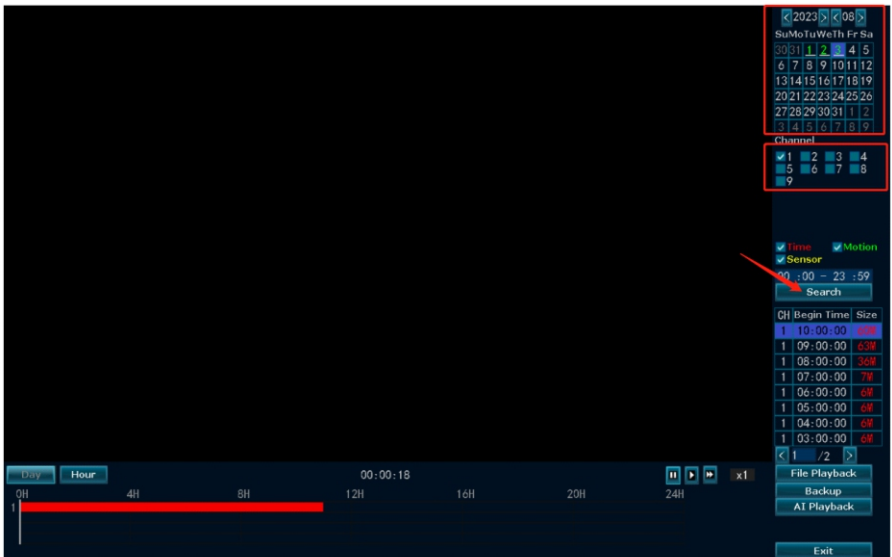 < 2023 > < 08 >
SuMoTuWeTh Fr Sa
30 31 1 2 3 4 5
6 7 8 9 10 11 12
13 14 15 16 17 18 19
20 21 22 23 24 25 26
27 28 29 30 31 1 2
3 4 5 6 7 8 9
Channel
1 2 3 4
5 6 7 8
9
Time Motion
Sensor
:00 - 23 :59
Search
CH Begin Time Size
1 10:00:00
1 09:00:00 63M
1 08:00:00 36M
1 07:00:00 7M
1 06:00:00 6M
1 05:00:00 6M
1 04:00:00 6M
1 03:00:00 6M
< 1 /2 >
Day Hour 00:00:18 x1 File Playback
0H 4H 8H 12H 16H 20H 24H Backup
1 AI Playback
Exit